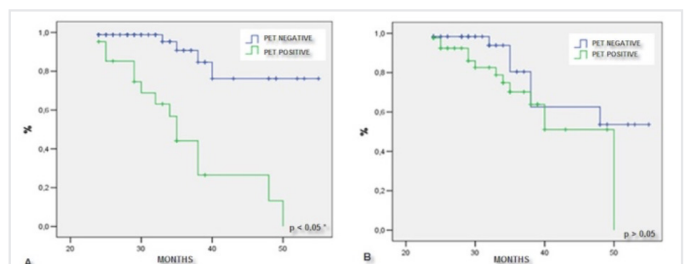 1,0
0,8
0,6
0,4
0,2
0,0
%
PET NEGATIVE
PET POSITIVE
p < 0,05 *
20 30 40 50
MONTHS
A
1,0
0,8
0,6
0,4
0,2
0,0
%
PET NEGATIVE
PET POSITIVE
p > 0,05
20 30 40 50
MONTHS
B